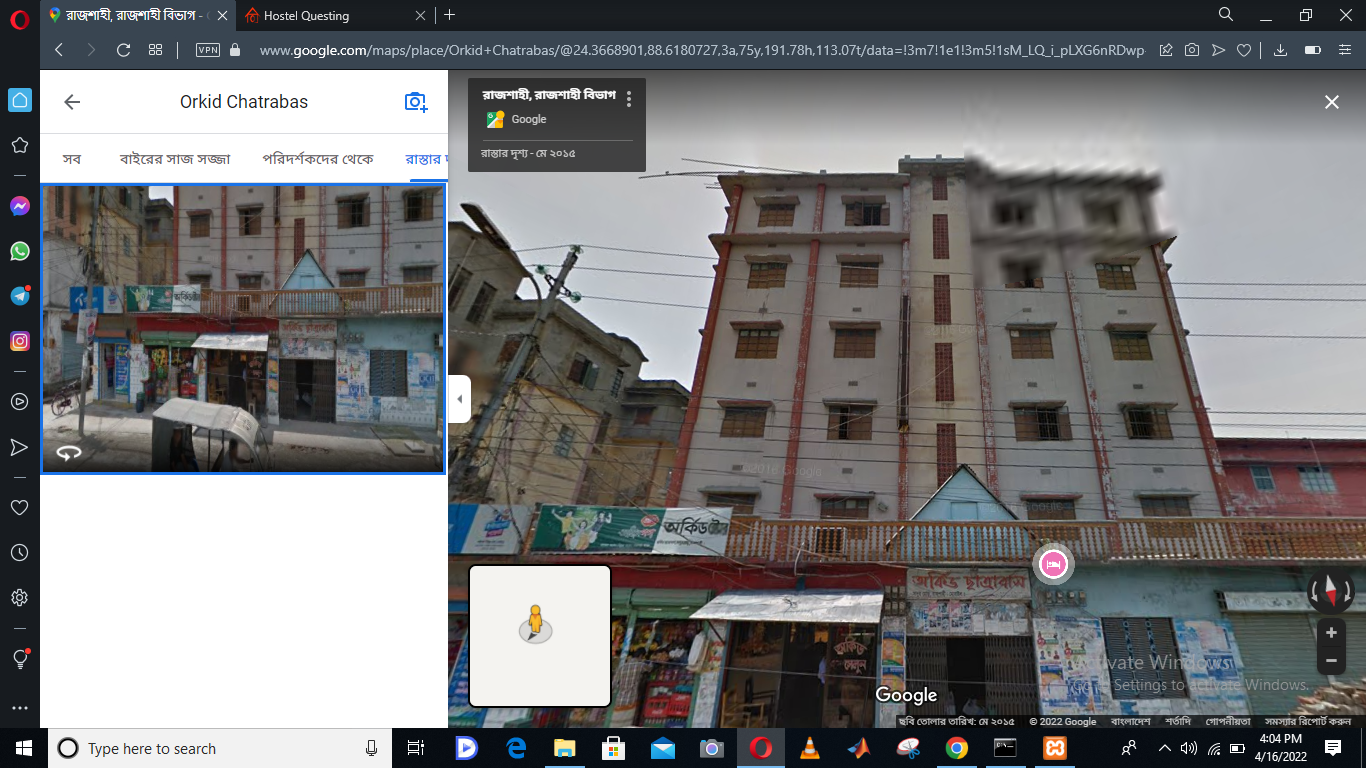 রাজশাহী, রাজশাহী বিভাগ -
Hostel Questing
VPN
www.google.com/maps/place/Orkid+Chatrabas/@24.3668901,88.6180727,3a,75y,191.78h,113.07t/data=!3m7!1e1!3m5!1sM_LQ_i_pLXG6nRDwp
Orkid Chatrabas
সব
বাইরের সাজ সজ্জা
পরিদর্শকদের থেকে
রাস্তার দৃ
রাজশাহী, রাজশাহী বিভাগ
Google
রাস্তার দৃশ্য - মে ২০১৫
অর্কিড
অর্কিড ছাত্রাবাস
Google
Activate Windows
Go to Settings to activate Windows.
ছবি তোলার তারিখ: মে ২০১৫
© 2022 Google
বাংলাদেশ
শর্তাদি
গোপনীয়তা
সমস্যার রিপোর্ট করুন
Type here to search
4:04 PM
4/16/2022